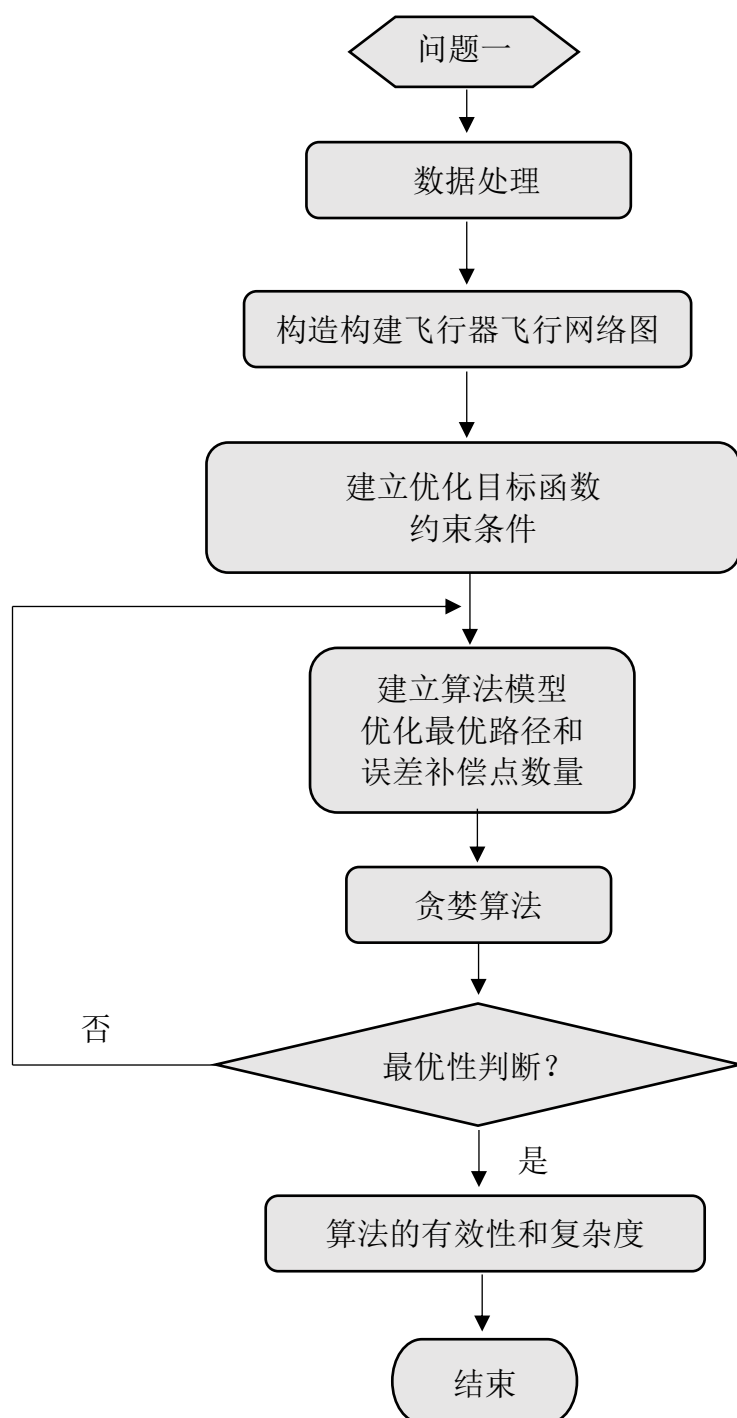 问题一
数据处理
构造构建飞行器飞行网络图
建立优化目标函数
约束条件
建立算法模型
优化最优路径和
误差补偿点数量
贪婪算法
否
最优性判断?
是
算法的有效性和复杂度
结束